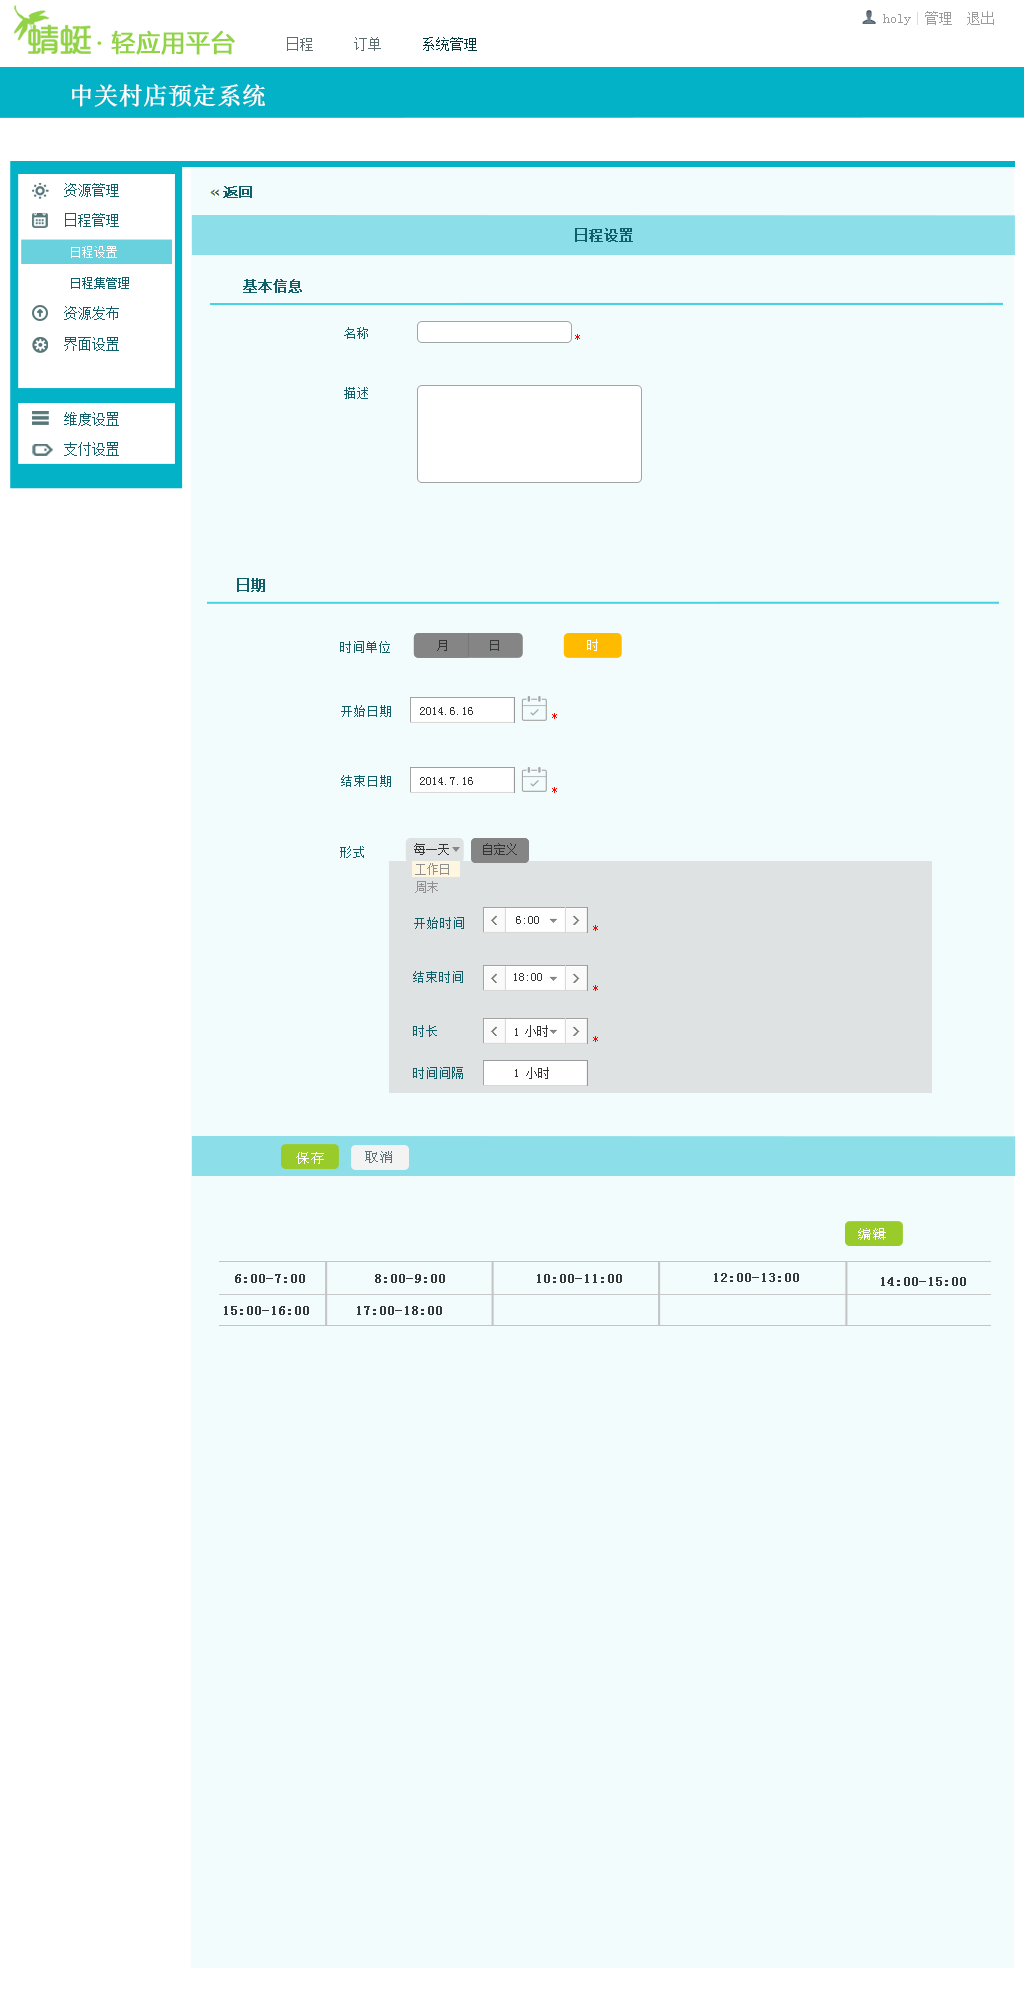 holy 管理 退出
蜻蜓·轻应用平台 日程 订单 系统管理
中关村店预定系统
资源管理
日程管理
日程设置
日程集管理
资源发布
界面设置
维度设置
支付设置
« 返回
日程设置
基本信息
名称 *
描述
日期
时间单位 月 日 时
开始日期 2014.6.16 *
结束日期 2014.7.16 *
形式 每一天 自定义
工作日
周末
开始时间 6:00 *
结束时间 18:00 *
时长 1 小时 *
时间间隔 1 小时
保存 取消
编辑
6:00-7:00 8:00-9:00 10:00-11:00 12:00-13:00 14:00-15:00
15:00-16:00 17:00-18:00